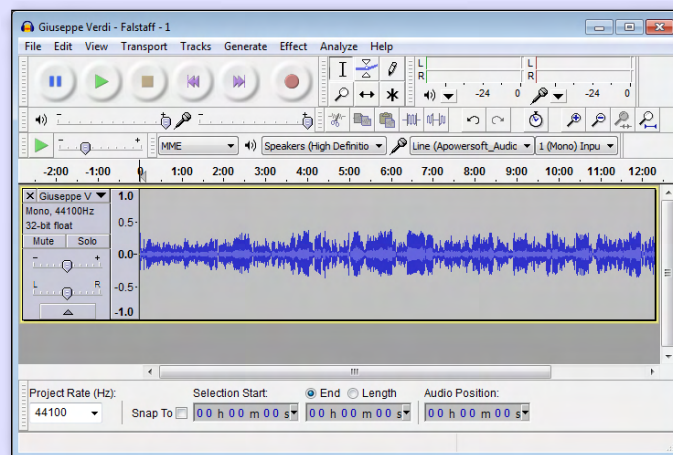 Giuseppe Verdi - Falstaff - 1
File Edit View Transport Tracks Generate Effect Analyze Help
L L
R R
-24 0 -24 0
MME Speakers (High Definitio Line (Apowersoft_Audic 1 (Mono) Inpu
-2:00 -1:00 0 1:00 2:00 3:00 4:00 5:00 6:00 7:00 8:00 9:00 10:00 11:00 12:00
X Giuseppe V 1.0
Mono, 44100Hz
32-bit float 0.5
Mute Solo
- + 0.0
L R -0.5
-1.0
Project Rate (Hz): Selection Start: End Length Audio Position:
44100 Snap To 00 h 00 m 00 s 00 h 00 m 00 s 00 h 00 m 00 s